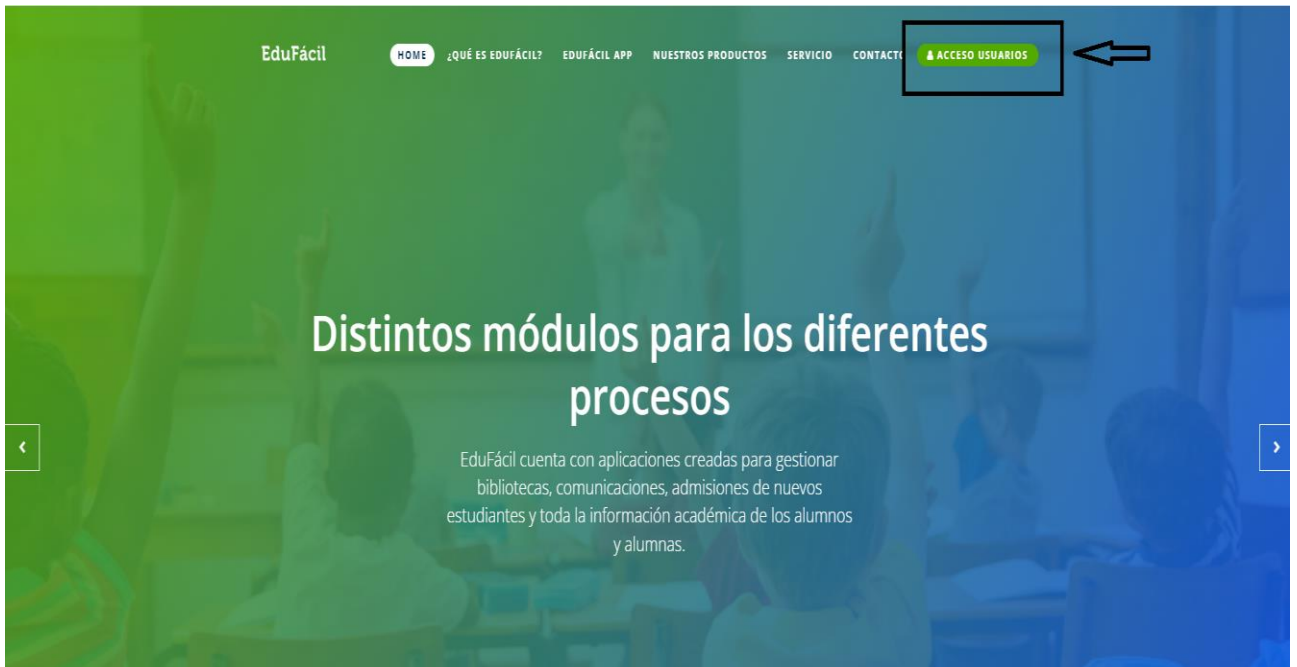 EduFácil
HOME ¿QUÉ ES EDUFÁCIL? EDUFÁCIL APP NUESTROS PRODUCTOS SERVICIO CONTACTO ACCESO USUARIOS
Distintos módulos para los diferentes
procesos
EduFácil cuenta con aplicaciones creadas para gestionar
bibliotecas, comunicaciones, admisiones de nuevos
estudiantes y toda la información académica de los alumnos
y alumnas.